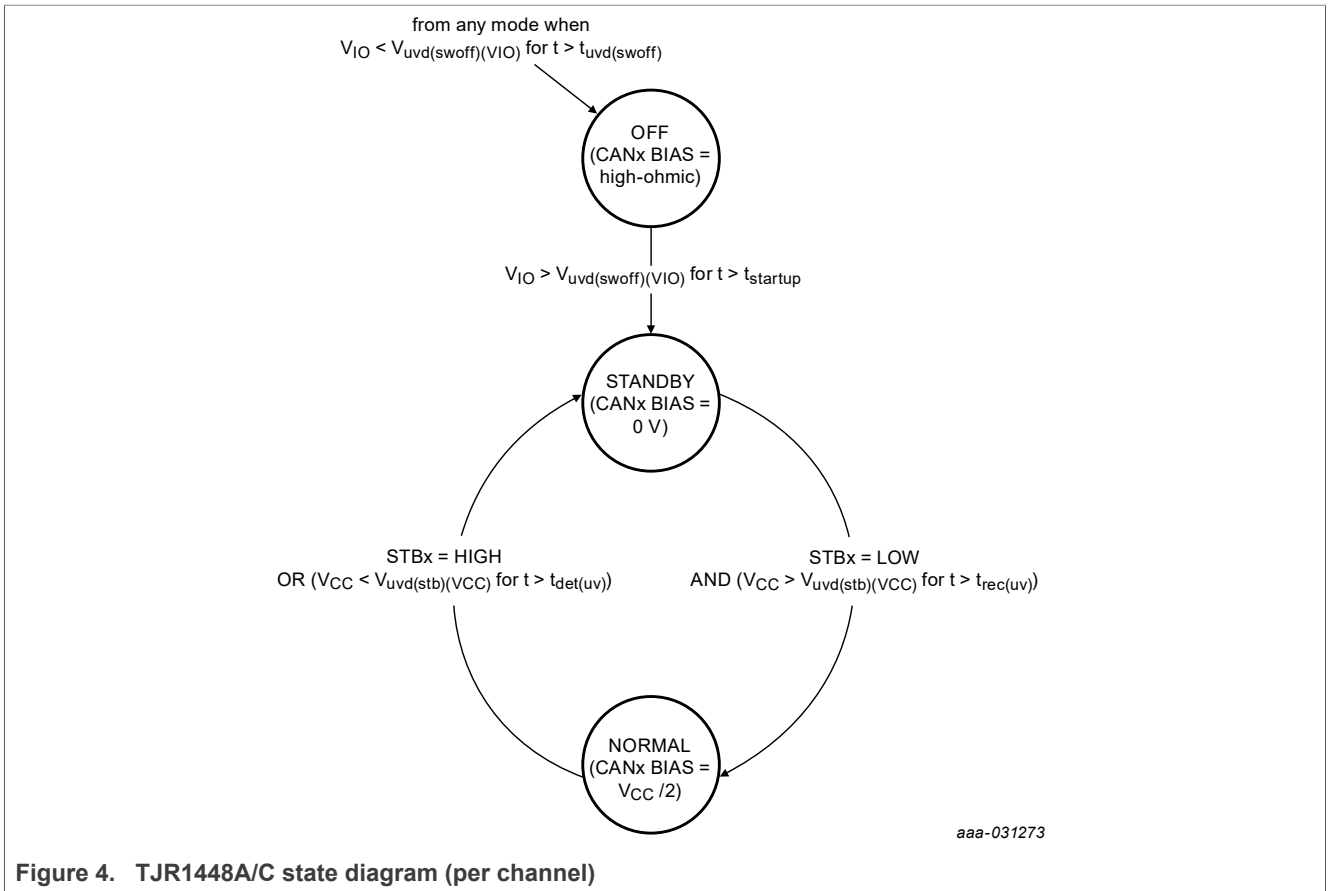 from any mode when
VIO < Vuvd(swoff)(VIO) for t > tuvd(swoff)
OFF
(CANx BIAS =
high-ohmic)
VIO > Vuvd(swoff)(VIO) for t > tstartup
STANDBY
(CANx BIAS =
0 V)
STBx = HIGH
OR (VCC < Vuvd(stb)(VCC) for t > tdet(uv))
STBx = LOW
AND (VCC > Vuvd(stb)(VCC) for t > trec(uv))
NORMAL
(CANx BIAS =
VCC /2)
aaa-031273
Figure 4. TJR1448A/C state diagram (per channel)